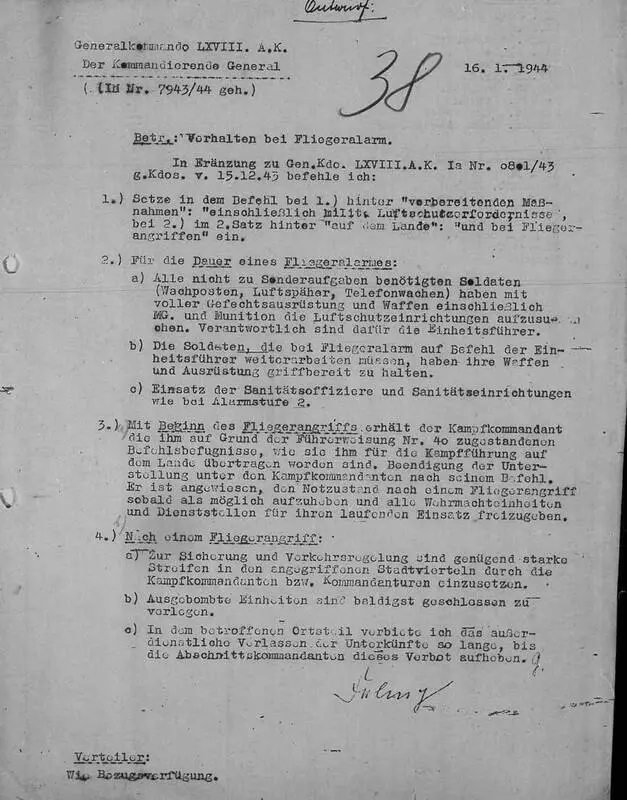 Entwurf.
Generalkommando LXVIII. A.K.
Der Kommandierende General
(Ia Nr. 7943/44 geh.)
38
16. 1. 1944
Betr.: Verhalten bei Fliegeralarm.
In Eränzung zu Gen.Kdo. LXVIII.A.K. Ia Nr.
g.Kdos. v. 15.12.43 befehle ich:
1.) Setze in dem Befehl bei 1.) hinter "vorbereitenden Maß-
nahmen": "einschließlich milit. Luftschutzerfordernisse",
bei 2.) im 2.Satz hinter "auf dem Lande": "und bei Flieger-
angriffen" ein.
2.) Für die Dauer eines Fliegeralarmes:
a) Alle nicht zu Sonderaufgaben benötigten Soldaten
(Wachposten, Luftspäher, Telefonwachen) haben mit
voller Gefechtsausrüstung und Waffen einschließlich
MG. und Munition die Luftschutzeinrichtungen aufzusu-
chen. Verantwortlich sind dafür die Einheitsführer.
b) Die Soldaten, die bei Fliegeralarm auf Befehl der Ein-
heitsführer weiterarbeiten müssen, haben ihre Waffen
und Ausrüstung griffbereit zu halten.
c) Einsatz der Sanitätsoffiziere und Sanitätseinrichtungen
wie bei Alarmstufe 2.
3.) Mit Beginn des Fliegerangriffs erhält der Kampfkommandant
die ihm auf Grund der Führerweisung Nr. 40 zugestandenen
Befehlsbefugnisse, wie sie ihm für die Kampfführung auf
dem Lande übertragen worden sind. Beendigung der Unter-
stellung unter den Kampfkommandanten nach seinem Befehl.
Er ist angewiesen, den Notzustand nach einem Fliegerangriff
sobald als möglich aufzuheben und alle Wehrmachteinheiten
und Dienststellen für ihren laufenden Einsatz freizugeben.
4.) Nach einem Fliegerangriff:
a) Zur Sicherung und Verkehrsregelung sind genügend starke
Streifen in den angegriffenen Stadtvierteln durch die
Kampfkommandanten bzw. Kommandanturen einzusetzen.
b) Ausgebombte Einheiten sind baldigst geschlossen zu
verlegen.
c) In dem betroffenen Ortsteil verbiete ich das außer-
dienstliche Verlassen der Unterkünfte so lange, bis
die Abschnittskommandanten dieses Verbot aufheben.
Verteiler:
Wie Bezugsverfügung.